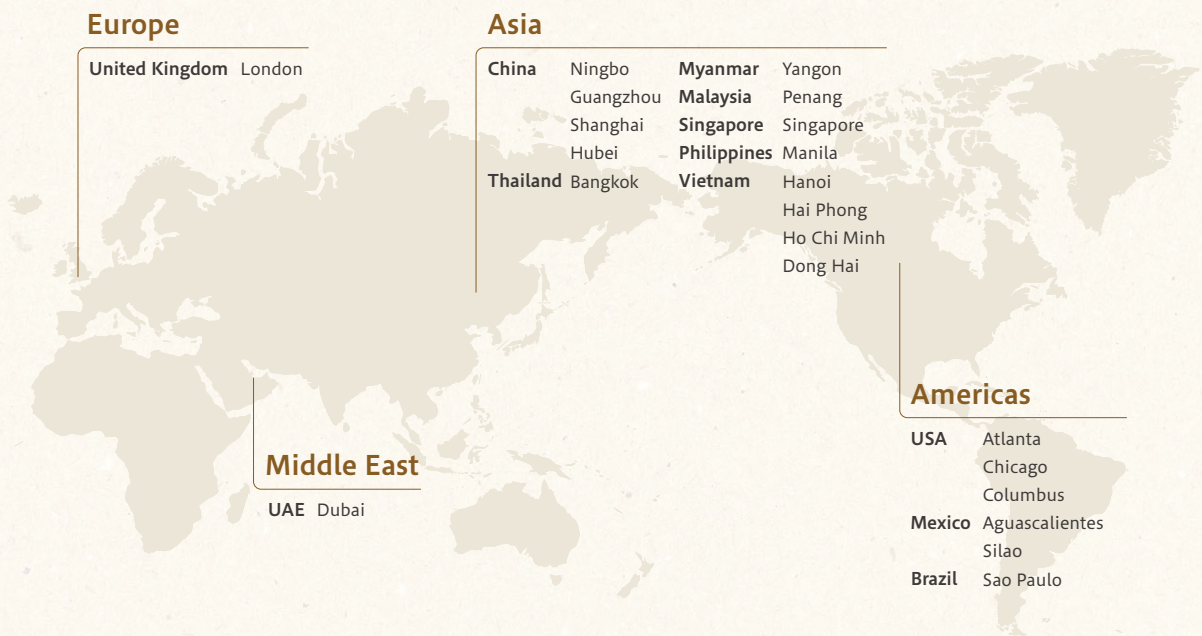 Europe
United Kingdom London
Asia
China Ningbo
Guangzhou
Shanghai
Hubei
Thailand Bangkok
Myanmar Yangon
Malaysia Penang
Singapore Singapore
Philippines Manila
Vietnam Hanoi
Hai Phong
Ho Chi Minh
Dong Hai
Middle East
UAE Dubai
Americas
USA Atlanta
Chicago
Columbus
Mexico Aguascalientes
Silao
Brazil Sao Paulo